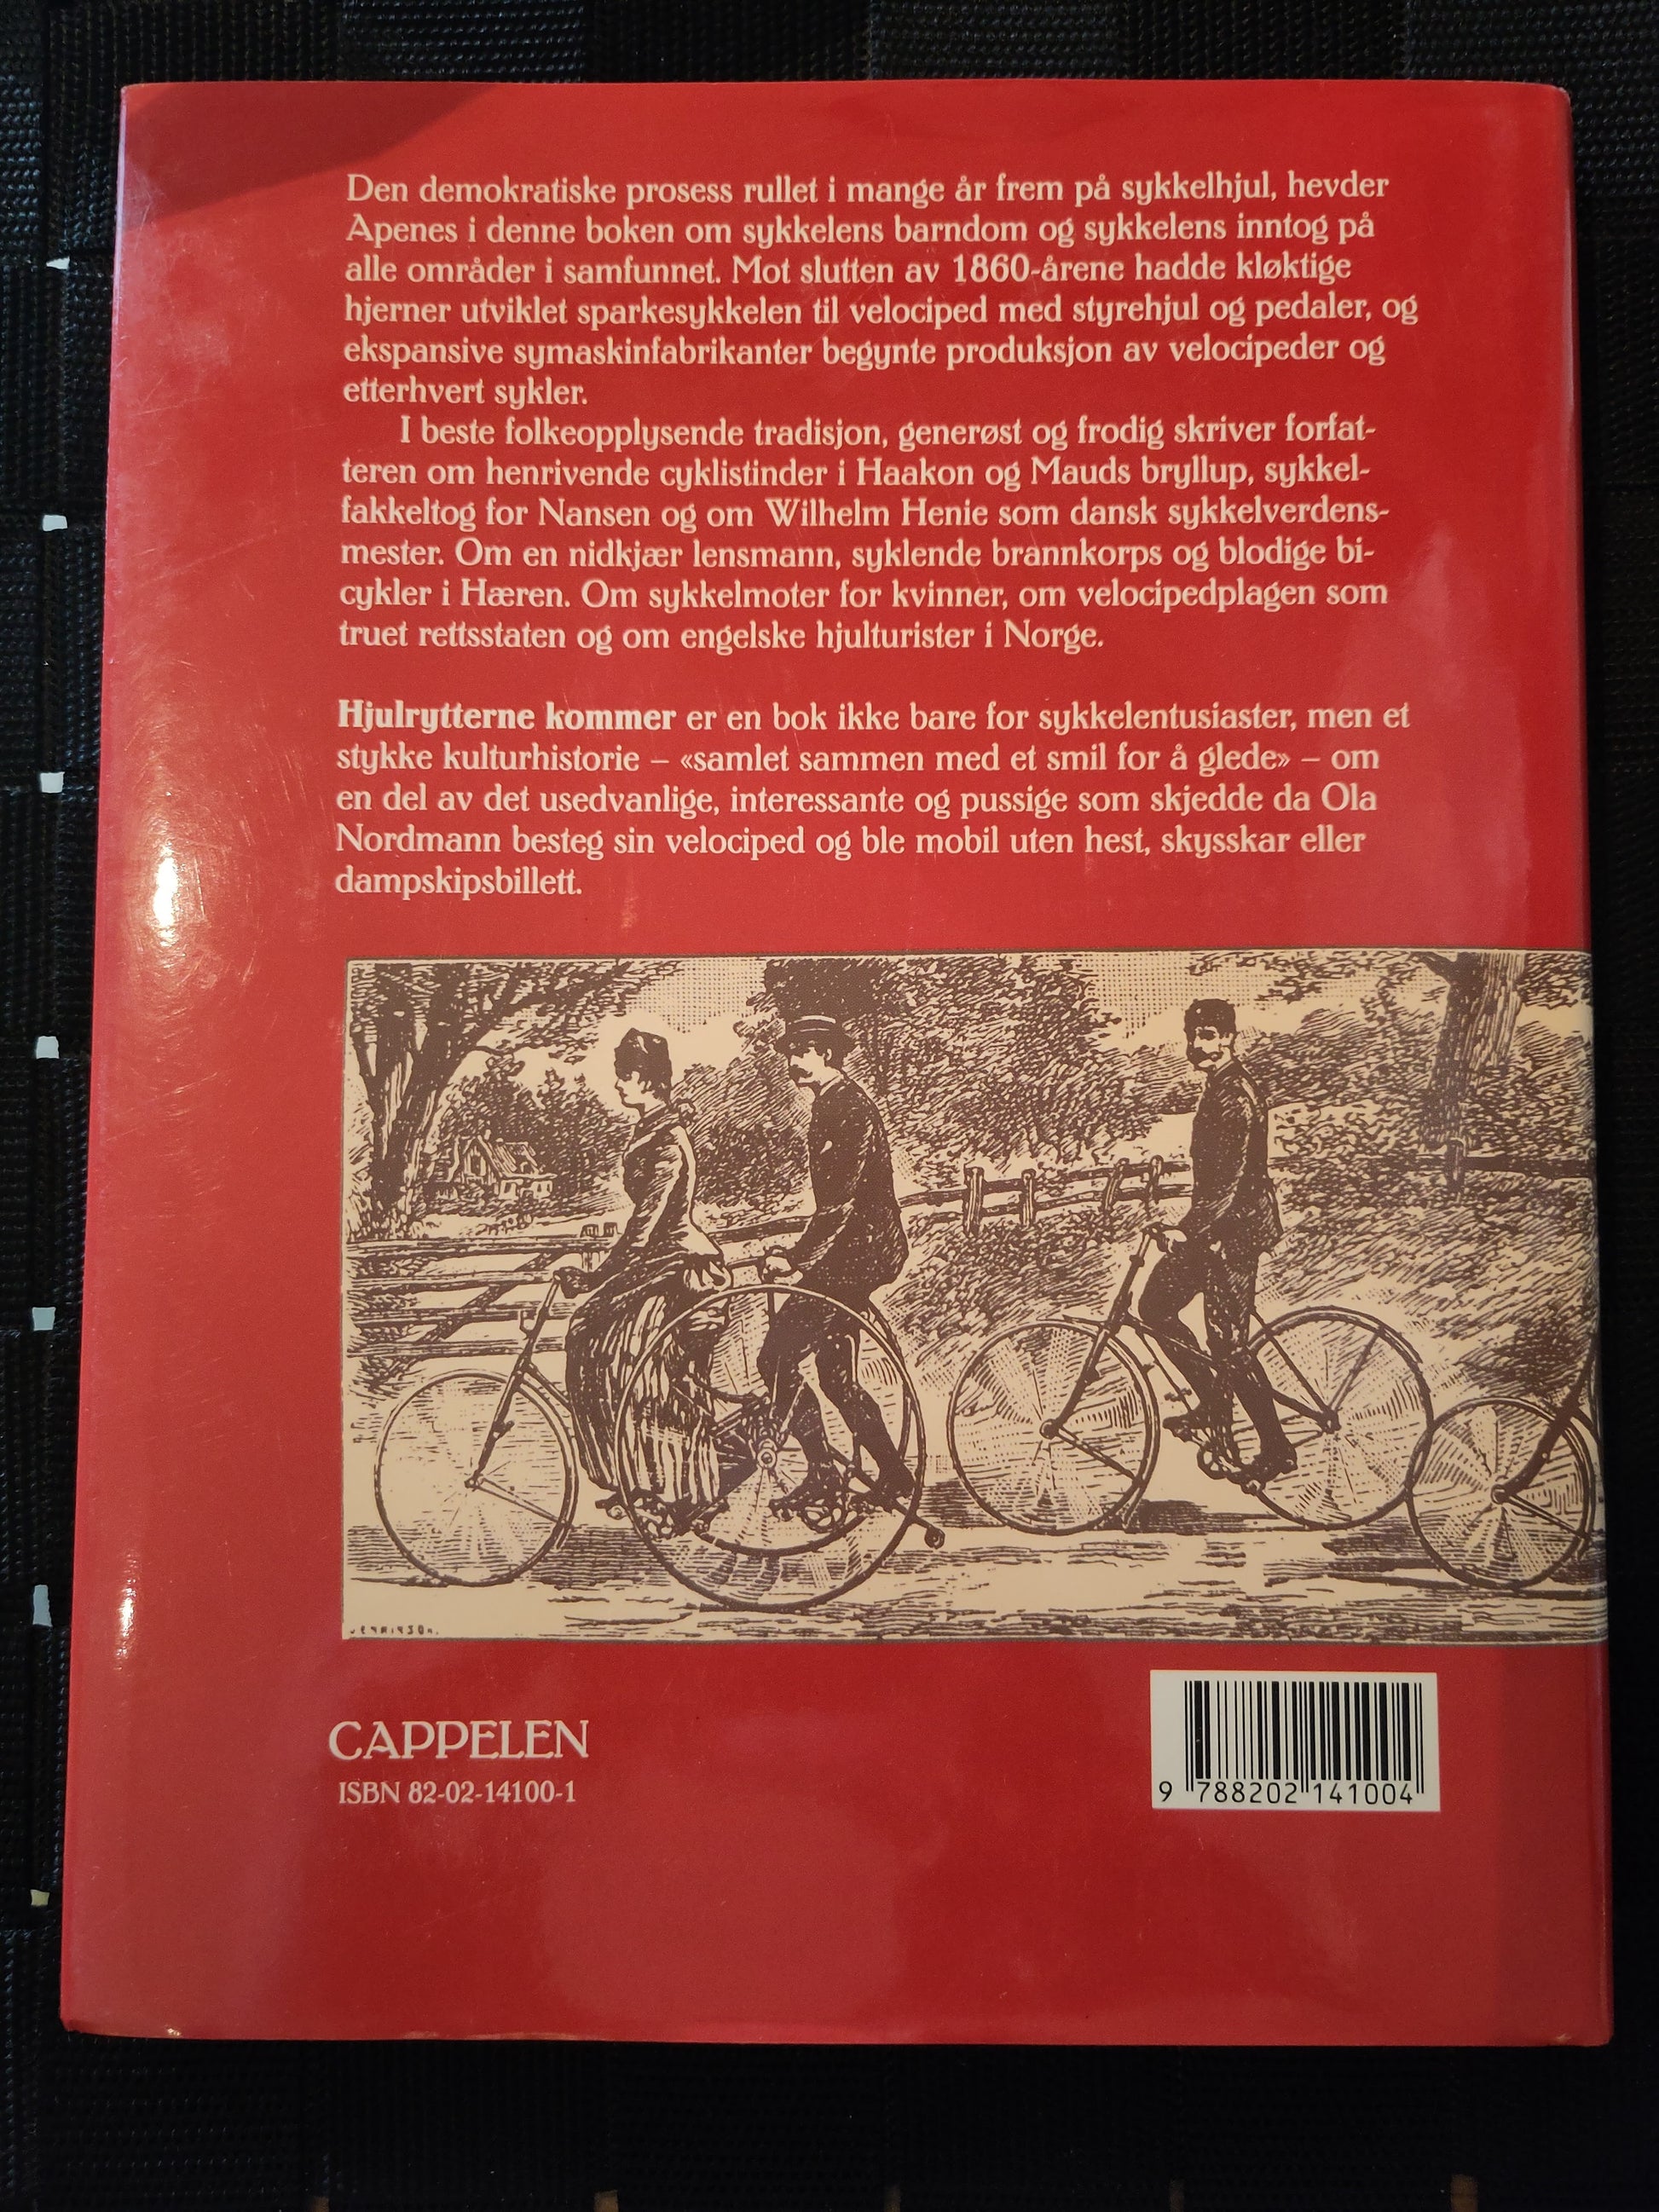 Den demokratiske prosess rullet i mange år frem på sykkelhjul, hevder
Apenes i denne boken om sykkelens barndom og sykkelens inntog på
alle områder i samfunnet. Mot slutten av 1860-årene hadde kløktige
hjerner utviklet sparkesykkelen til velociped med styrehjul og pedaler, og
ekspansive symaskinfabrikanter begynte produksjon av velocipeder og
etterhvert sykler.
I beste folkeopplysende tradisjon, generøst og frodig skriver forfat-
teren om henrivende cyklistinder i Haakon og Mauds bryllup, sykkel-
fakkeltog for Nansen og om Wilhelm Henie som dansk sykkelverdens-
mester. Om en nidkjær lensmann, syklende brannkorps og blodige bi-
cykler i Hæren. Om sykkelmoter for kvinner, om velocipedplagen som
truet rettsstaten og om engelske hjulturister i Norge.
Hjulrytterne kommer er en bok ikke bare for sykkelentusiaster, men et
stykke kulturhistorie – «samlet sammen med et smil for å glede» – om
en del av det usedvanlige, interessante og pussige som skjedde da Ola
Nordmann besteg sin velociped og ble mobil uten hest, skysskar eller
dampskipsbillett.
CAPPELEN
ISBN 82-02-14100-1
9 788202 141004